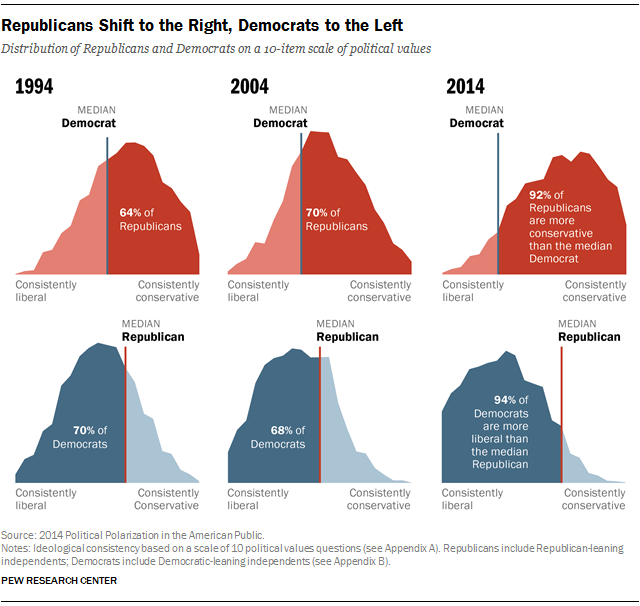 Republicans Shift to the Right, Democrats to the Left
Distribution of Republicans and Democrats on a 10-item scale of political values
1994
MEDIAN
Democrat
64% of
Republicans
Consistently
liberal
Consistently
conservative
2004
MEDIAN
Democrat
70% of
Republicans
Consistently
liberal
Consistently
conservative
2014
MEDIAN
Democrat
92% of
Republicans
are more
conservative
than the median
Democrat
Consistently
liberal
Consistently
conservative
MEDIAN
Republican
70% of
Democrats
Consistently
liberal
Consistently
Conservative
MEDIAN
Republican
68% of
Democrats
Consistently
liberal
Consistently
Conservative
MEDIAN
Republican
94% of
Democrats
are more
liberal than
the median
Republican
Consistently
liberal
Consistently
conservative
Source: 2014 Political Polarization in the American Public.
Notes: Ideological consistency based on a scale of 10 political values questions (see Appendix A). Republicans include Republican-leaning
independents; Democrats include Democratic-leaning independents (see Appendix B).
PEW RESEARCH CENTER